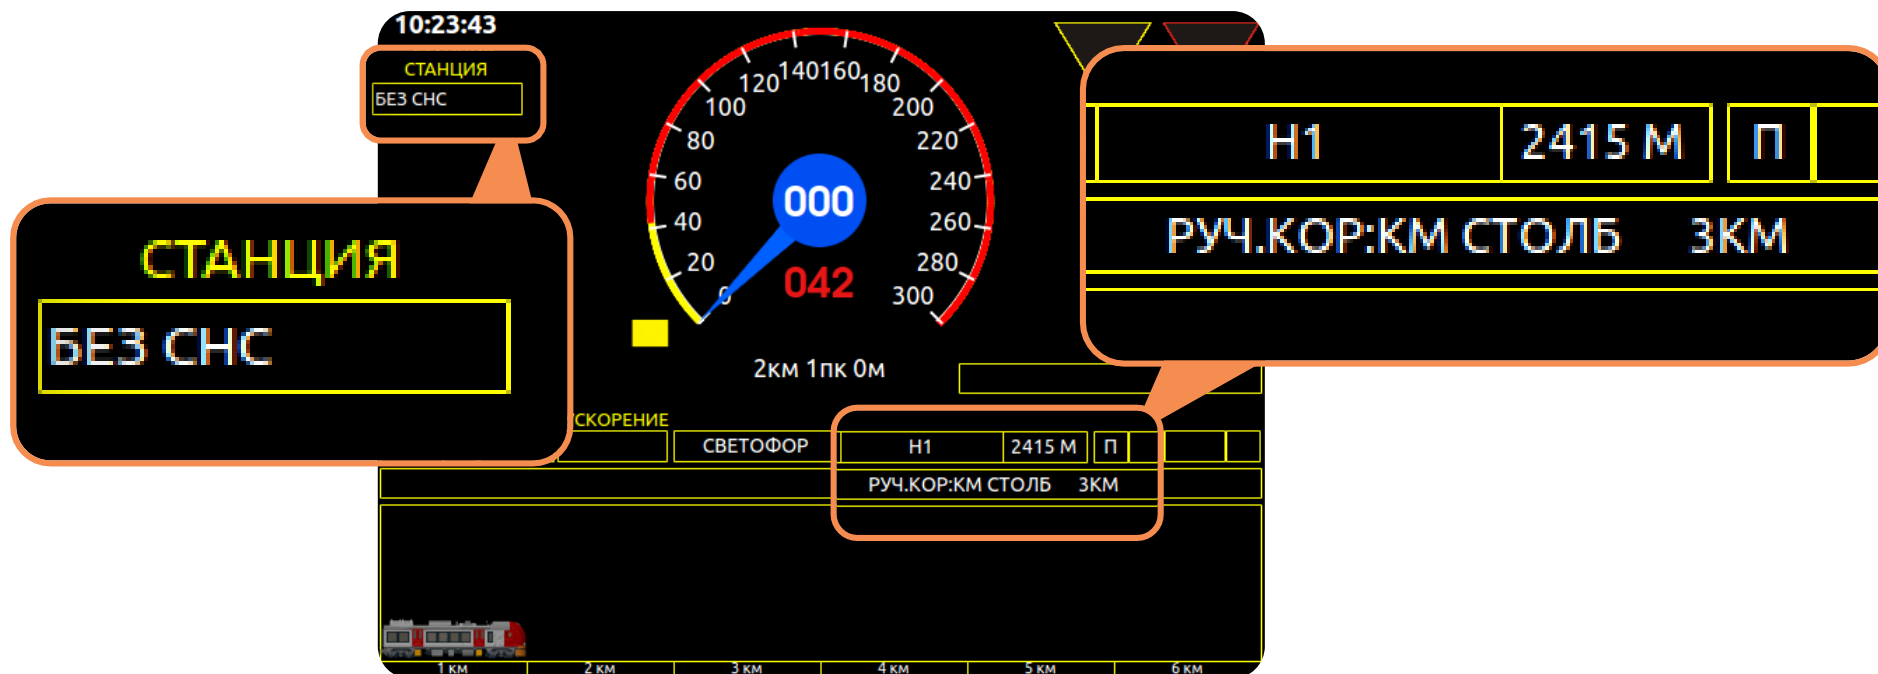 10:23:43
СТАНЦИЯ
БЕЗ СНС
0
20
40
60
80
100
120
140
160
180
200
220
240
260
280
300
000
042
2км 1пк 0м
СТАНЦИЯ
БЕЗ СНС
Н1 2415 М П
РУЧ.КОР:КМ СТОЛБ 3КМ
СКОРЕНИЕ
СВЕТОФОР Н1 2415 М П
РУЧ.КОР:КМ СТОЛБ 3КМ
1 км 2 км 3 км 4 км 5 км 6 км